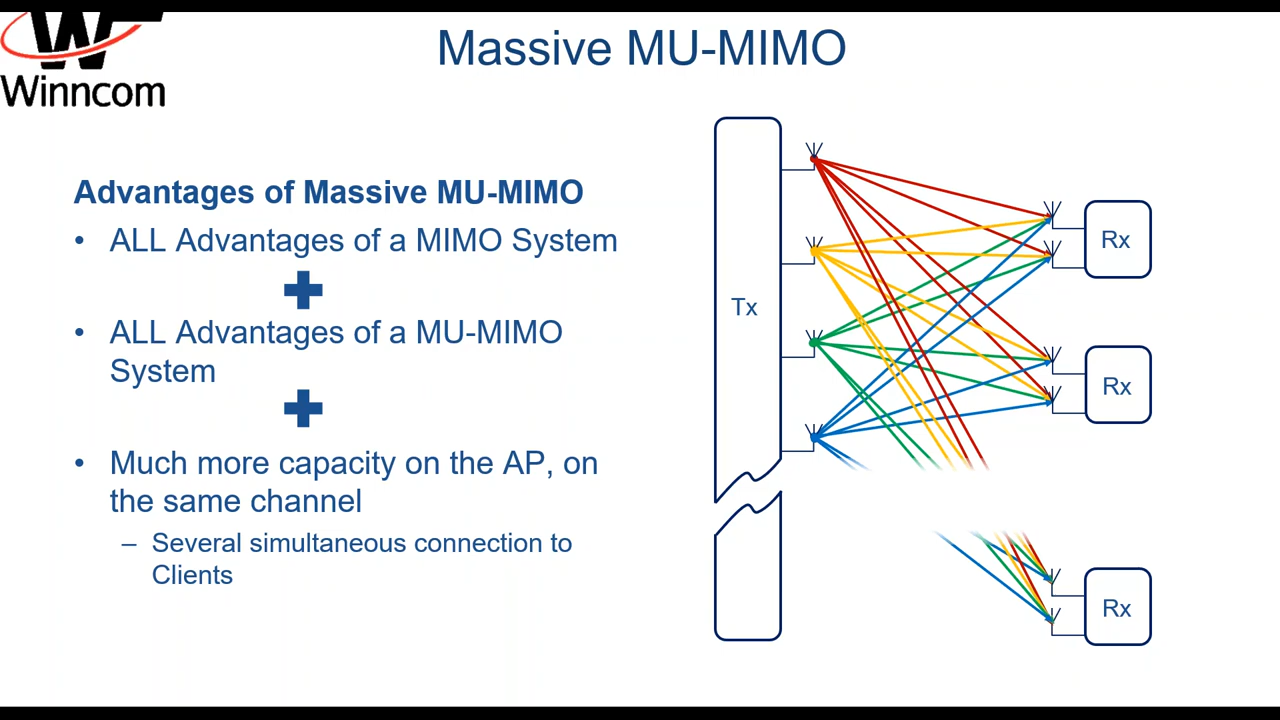 Winncom
Massive MU-MIMO
Advantages of Massive MU-MIMO
• ALL Advantages of a MIMO System
• ALL Advantages of a MU-MIMO
System
• Much more capacity on the AP, on
the same channel
– Several simultaneous connection to
Clients
Tx
Rx
Rx
Rx